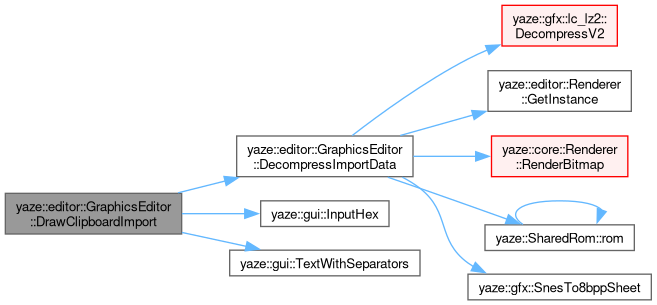 yaze::gfx::lc_lz2::
DecompressV2
yaze::editor::Renderer
::GetInstance
yaze::editor::GraphicsEditor
::DecompressImportData
yaze::core::Renderer
::RenderBitmap
yaze::editor::GraphicsEditor
::DrawClipboardImport
yaze::gui::InputHex
yaze::SharedRom::rom
yaze::gui::TextWithSeparators
yaze::gfx::SnesTo8bppSheet